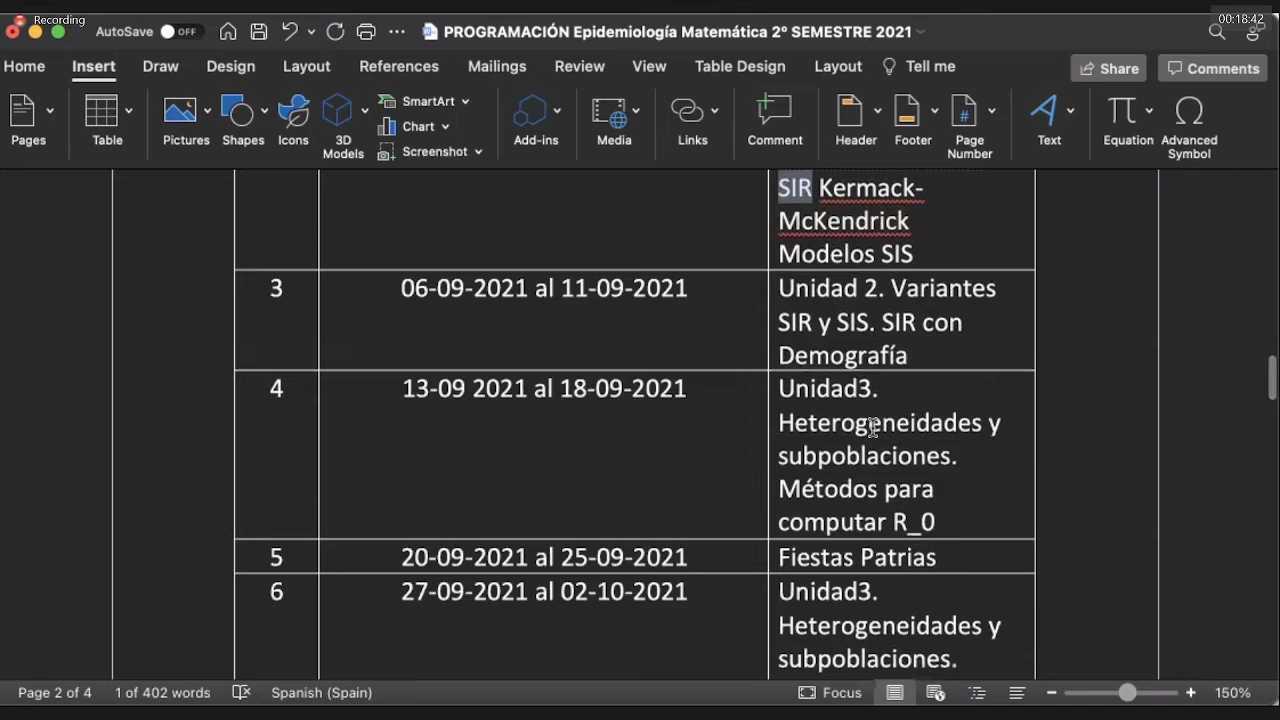 Recording
00:18:42
AutoSave OFF
PROGRAMACIÓN Epidemiología Matemática 2° SEMESTRE 2021
Home Insert Draw Design Layout References Mailings Review View Table Design Layout Tell me Share Comments
Pages Table Pictures Shapes Icons 3D Models SmartArt Chart Screenshot Add-ins Media Links Comment Header Footer Page Number Text Equation Advanced Symbol
SIR Kermack-
McKendrick
Modelos SIS
3 06-09-2021 al 11-09-2021 Unidad 2. Variantes
SIR y SIS. SIR con
Demografía
4 13-09 2021 al 18-09-2021 Unidad3.
Heterogeneidades y
subpoblaciones.
Métodos para
computar R_0
5 20-09-2021 al 25-09-2021 Fiestas Patrias
6 27-09-2021 al 02-10-2021 Unidad3.
Heterogeneidades y
subpoblaciones.
Page 2 of 4 1 of 402 words Spanish (Spain) Focus 150%